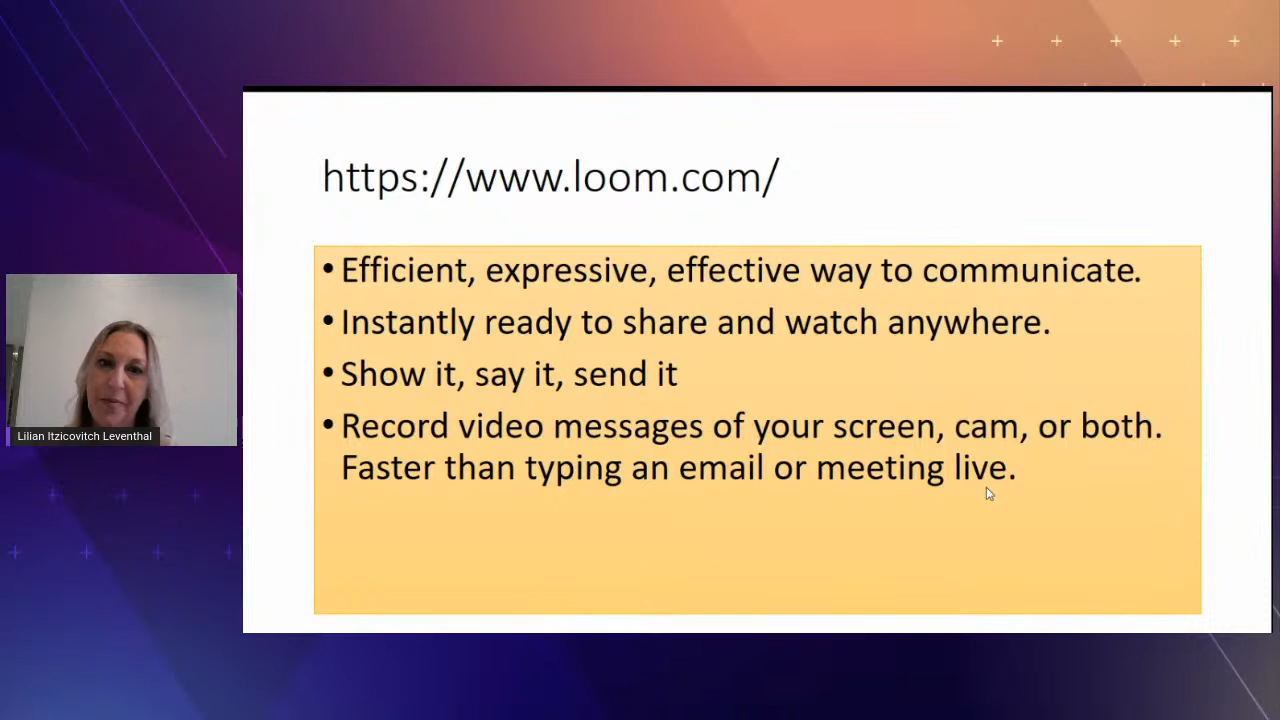 https://www.loom.com/
• Efficient, expressive, effective way to communicate.
• Instantly ready to share and watch anywhere.
• Show it, say it, send it
• Record video messages of your screen, cam, or both.
Faster than typing an email or meeting live.
Lilian Itzicovitch Leventhal